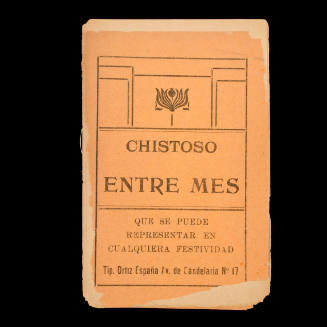 CHISTOSO
ENTRE MES
QUE SE PUEDE
REPRESENTAR EN
CUALQUIERA FESTIVIDAD
Tip. Ortiz España Av. de Candelaria Nº 17